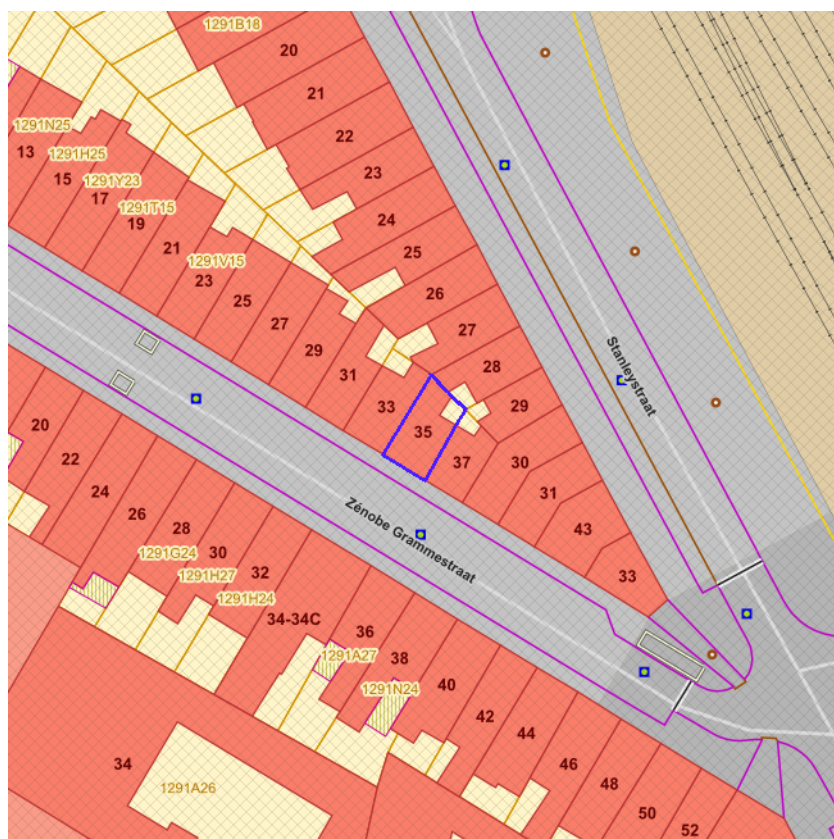 1291B18
20
21
22
23
24
25
26
27
28
29
30
31
43
33
1291N25
13
1291H25
15
1291Y23
17
1291T15
19
21
1291V15
23
25
27
29
31
33
35
37
Stanleystraat
Zénobe Grammestraat
20
22
24
26
28
1291G24
30
1291H27
32
1291H24
34-34C
36
1291A27
38
1291N24
40
42
44
46
48
50
52
34
1291A26